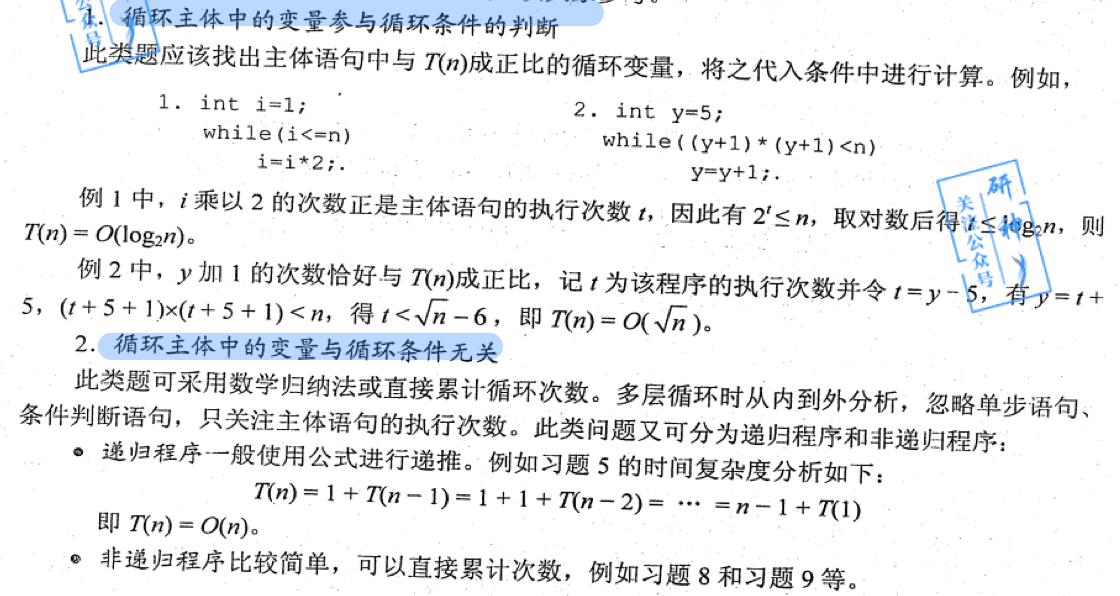 1. 循环主体中的变量参与循环条件的判断
此类题应该找出主体语句中与 T(n)成正比的循环变量，将之代入条件中进行计算。例如，
1. int i=1;
while(i<=n)
i=i*2;.
2. int y=5;
while((y+1)*(y+1)<n)
y=y+1;.
例 1 中，i 乘以 2 的次数正是主体语句的执行次数 t，因此有 2ᵗ≤n，取对数后得 t≤log₂n，则
T(n) = O(log₂n)。
例 2 中，y 加 1 的次数恰好与 T(n)成正比，记 t 为该程序的执行次数并令 t = y − 5，有 y = t +
5，(t + 5 + 1)×(t + 5 + 1) < n，得 t < √n − 6，即 T(n) = O(√n)。
2. 循环主体中的变量与循环条件无关
此类题可采用数学归纳法或直接累计循环次数。多层循环时从内到外分析，忽略单步语句、
条件判断语句，只关注主体语句的执行次数。此类问题又可分为递归程序和非递归程序：
• 递归程序一般使用公式进行递推。例如习题 5 的时间复杂度分析如下：
T(n) = 1 + T(n − 1) = 1 + 1 + T(n − 2) = ··· = n − 1 + T(1)
即 T(n) = O(n)。
• 非递归程序比较简单，可以直接累计次数，例如习题 8 和习题 9 等。
公众号
研神
关注公众号